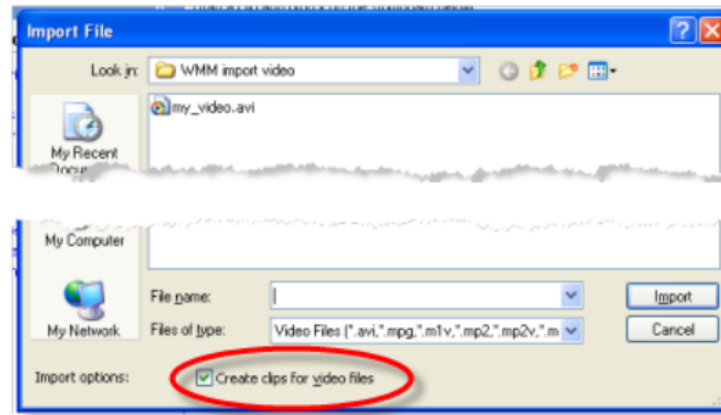 Import File
Look in:
WMM import video
my_video.avi
My Recent
My Computer
File name:
Import
My Network
Files of type:
Video Files (*.avi,*.mpg,*.m1v,*.mp2,*.mp2v,*.m
Cancel
Import options:
Create clips for video files